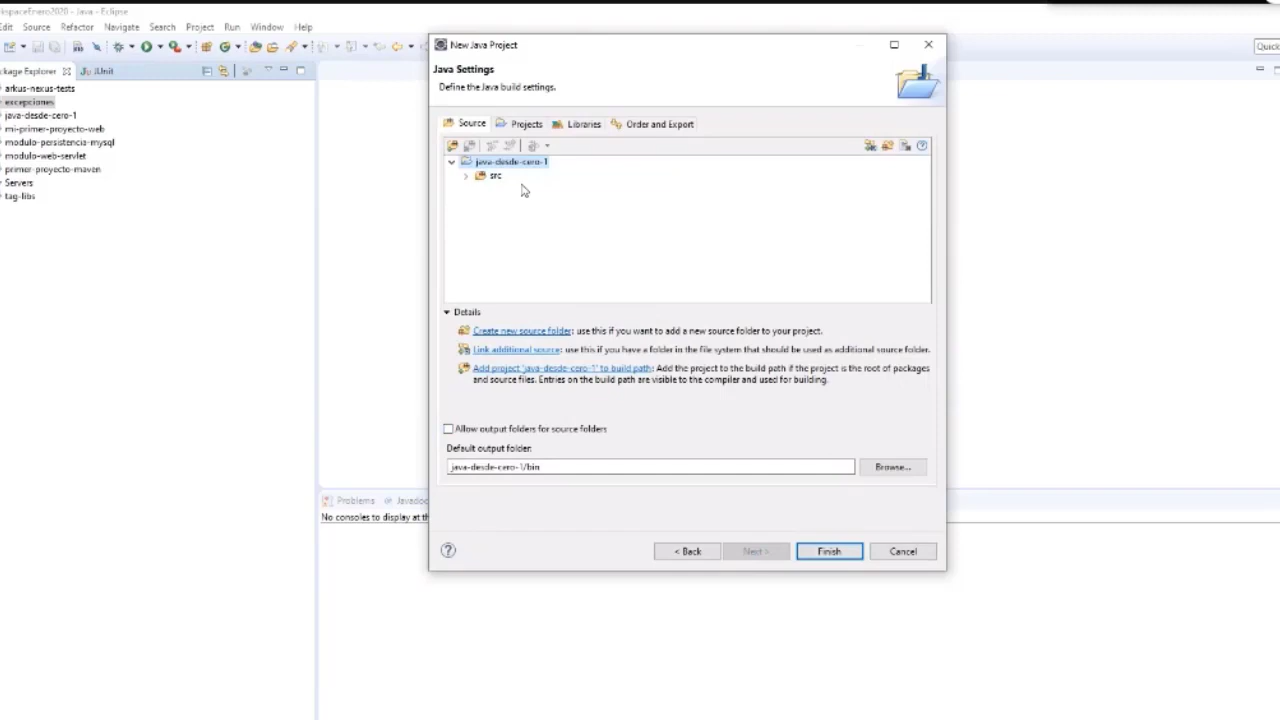 kspaceEnero2020 - Java - Eclipse
Edit Source Refactor Navigate Search Project Run Window Help
Quick
ckage Explorer JUnit
arkus-nexus-tests
excepciones
java-desde-cero-1
mi-primer-proyecto-web
modulo-persistencia-mysql
modulo-web-servlet
primer-proyecto-maven
Servers
tag-libs
New Java Project
Java Settings
Define the Java build settings.
Source Projects Libraries Order and Export
java-desde-cero-1
src
Details
Create new source folder: use this if you want to add a new source folder to your project.
Link additional source: use this if you have a folder in the file system that should be used as additional source folder.
Add project 'java-desde-cero-1' to build path: Add the project to the build path if the project is the root of packages
and source files. Entries on the build path are visible to the compiler and used for building.
Allow output folders for source folders
Default output folder:
java-desde-cero-1/bin
Browse...
< Back Next > Finish Cancel
Problems Javadoc
No consoles to display at th